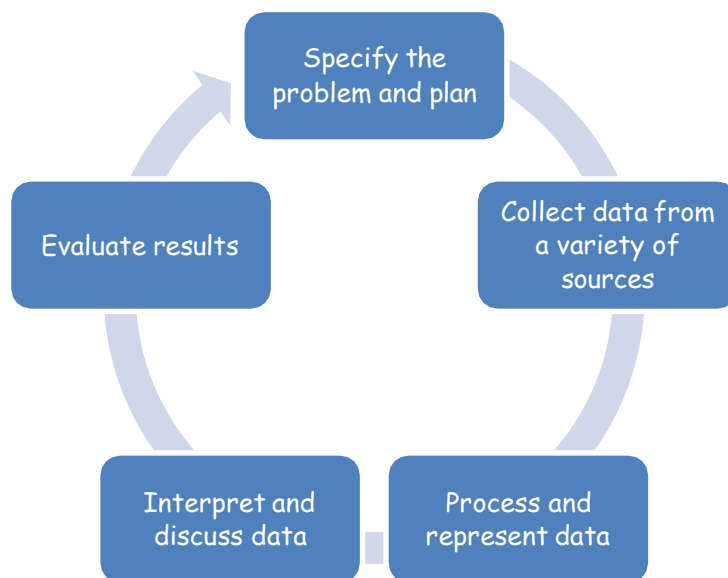 Specify the
problem and plan
Collect data from
a variety of
sources
Process and
represent data
Interpret and
discuss data
Evaluate results